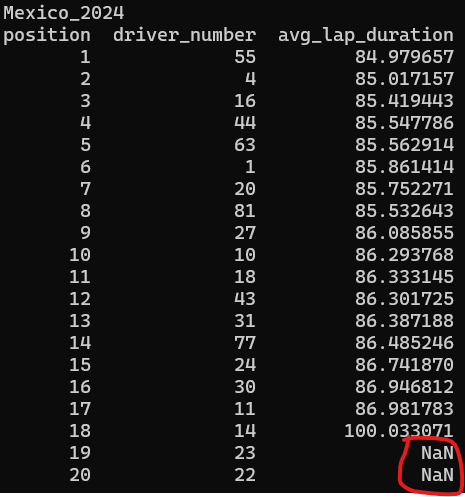 Mexico_2024
position driver_number avg_lap_duration
1 55 84.979657
2 4 85.017157
3 16 85.419443
4 44 85.547786
5 63 85.562914
6 1 85.861414
7 20 85.752271
8 81 85.532643
9 27 86.085855
10 10 86.293768
11 18 86.333145
12 43 86.301725
13 31 86.387188
14 77 86.485246
15 24 86.741870
16 30 86.946812
17 11 86.981783
18 14 100.033071
19 23 NaN
20 22 NaN